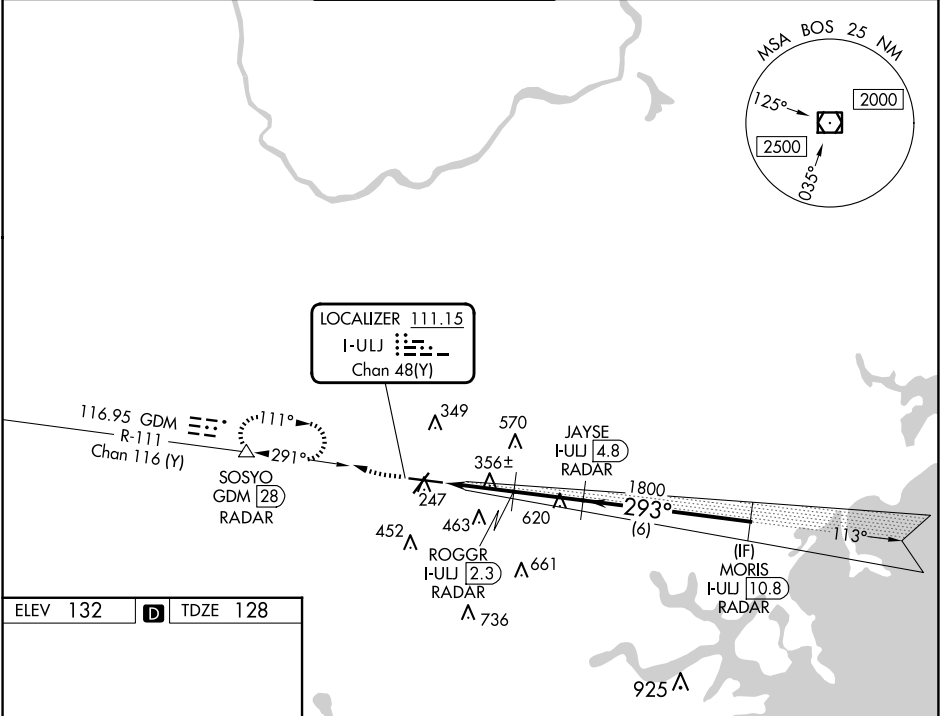 MSA BOS 25 NM
125°
2000
2500
035°
LOCALIZER 111.15
I-ULJ
Chan 48(Y)
116.95 GDM
R-111
Chan 116 (Y)
111°
291°
SOSYO
GDM 28
RADAR
349
570
356±
247
452
463
620
661
736
925
JAYSE
I-ULJ 4.8
RADAR
1800
293°
(6)
113°
ROGGR
I-ULJ 2.3
RADAR
(IF)
MORIS
I-ULJ 10.8
RADAR
ELEV 132 D TDZE 128